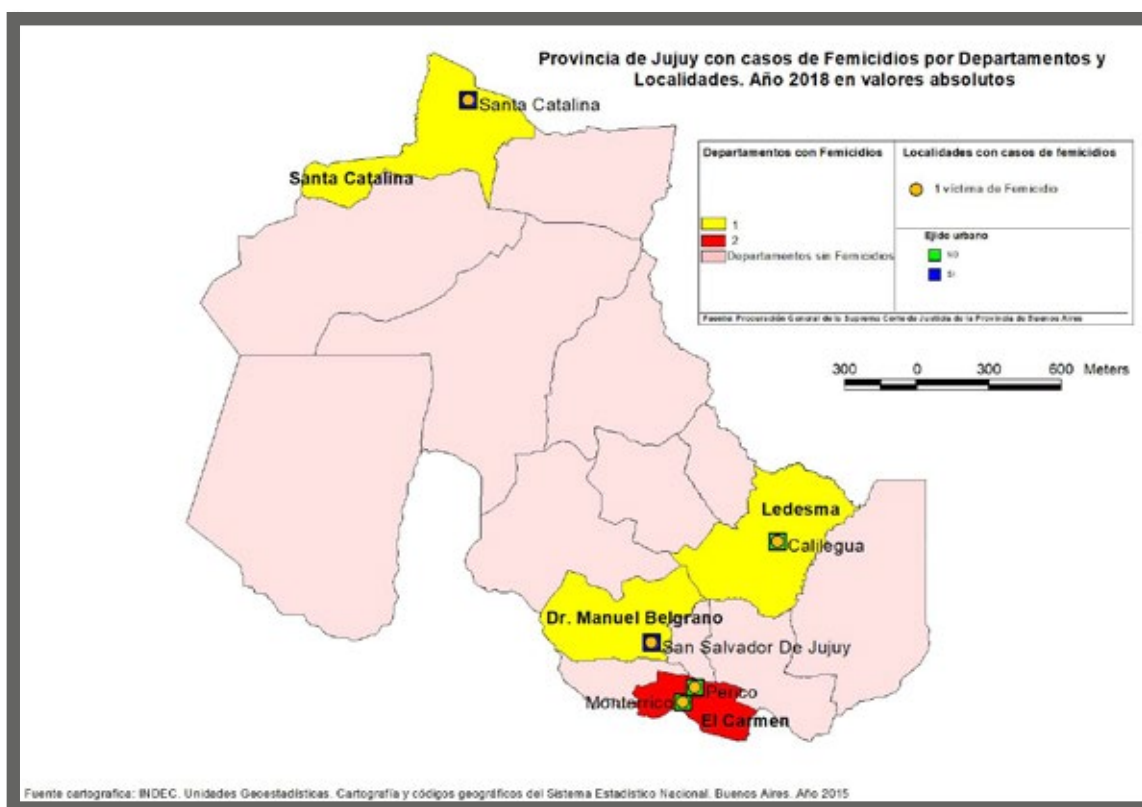 Provincia de Jujuy con casos de Femicidios por Departamentos y
Localidades. Año 2018 en valores absolutos
Santa Catalina
Santa Catalina
Departamentos con Femicidios
1
2
Departamentos sin Femicidios
Localidades con casos de femicidios
1 víctima de Femicidio
Ejido urbano
NO
SI
Fuente: Procuración General de la Suprema Corte de Justicia de la Provincia de Buenos Aires
300 0 300 600 Meters
Ledesma
Calilegua
Dr. Manuel Belgrano
San Salvador De Jujuy
Perico
Monterrico
El Carmen
Fuente cartografica: INDEC. Unidades Geoestadísticas. Cartografía y códigos geográficos del Sistema Estadístico Nacional. Buenos Aires. Año 2015